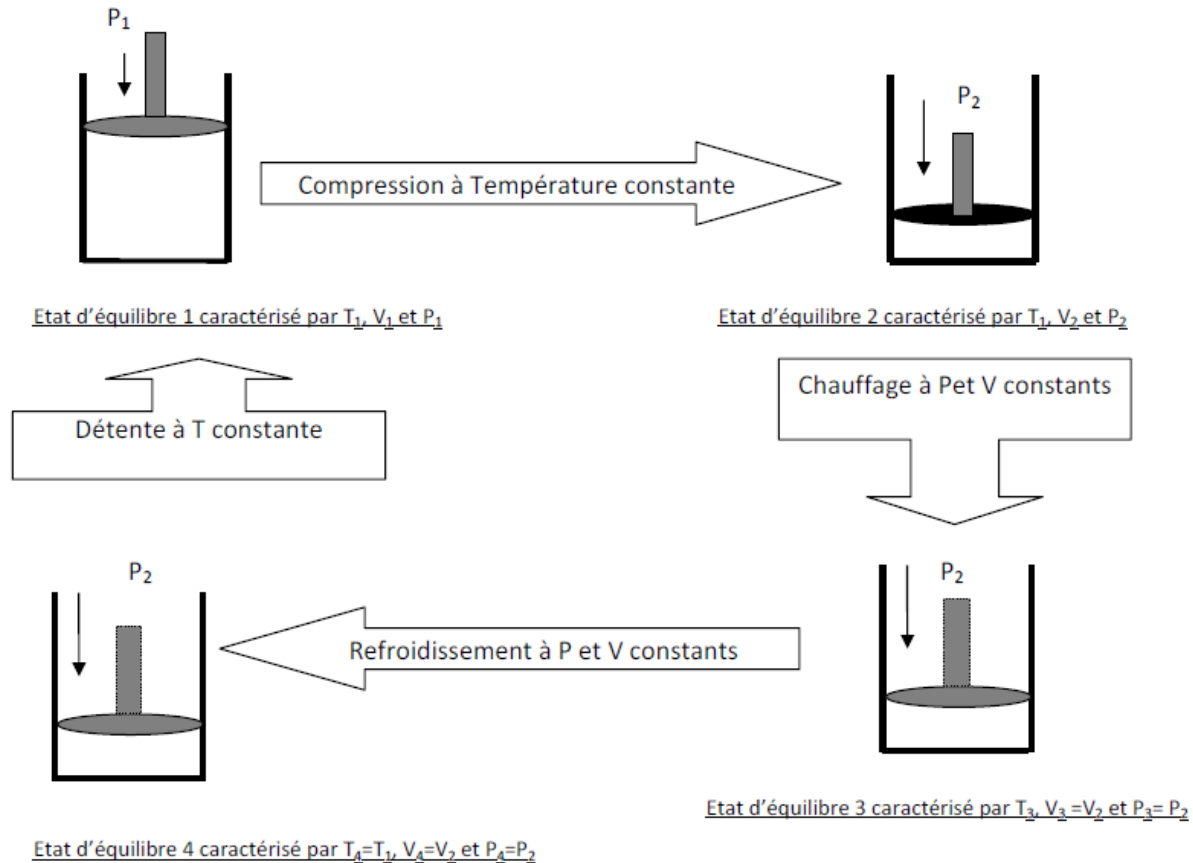 P₁
P₂
Compression à Température constante
Etat d'équilibre 1 caractérisé par T₁, V₁ et P₁
Etat d'équilibre 2 caractérisé par T₁, V₂ et P₂
Chauffage à Pet V constants
Détente à T constante
P₂
P₂
Refroidissement à P et V constants
Etat d'équilibre 3 caractérisé par T₃, V₃ =V₂ et P₃= P₂
Etat d'équilibre 4 caractérisé par T₄=T₁, V₄=V₂ et P₄=P₂